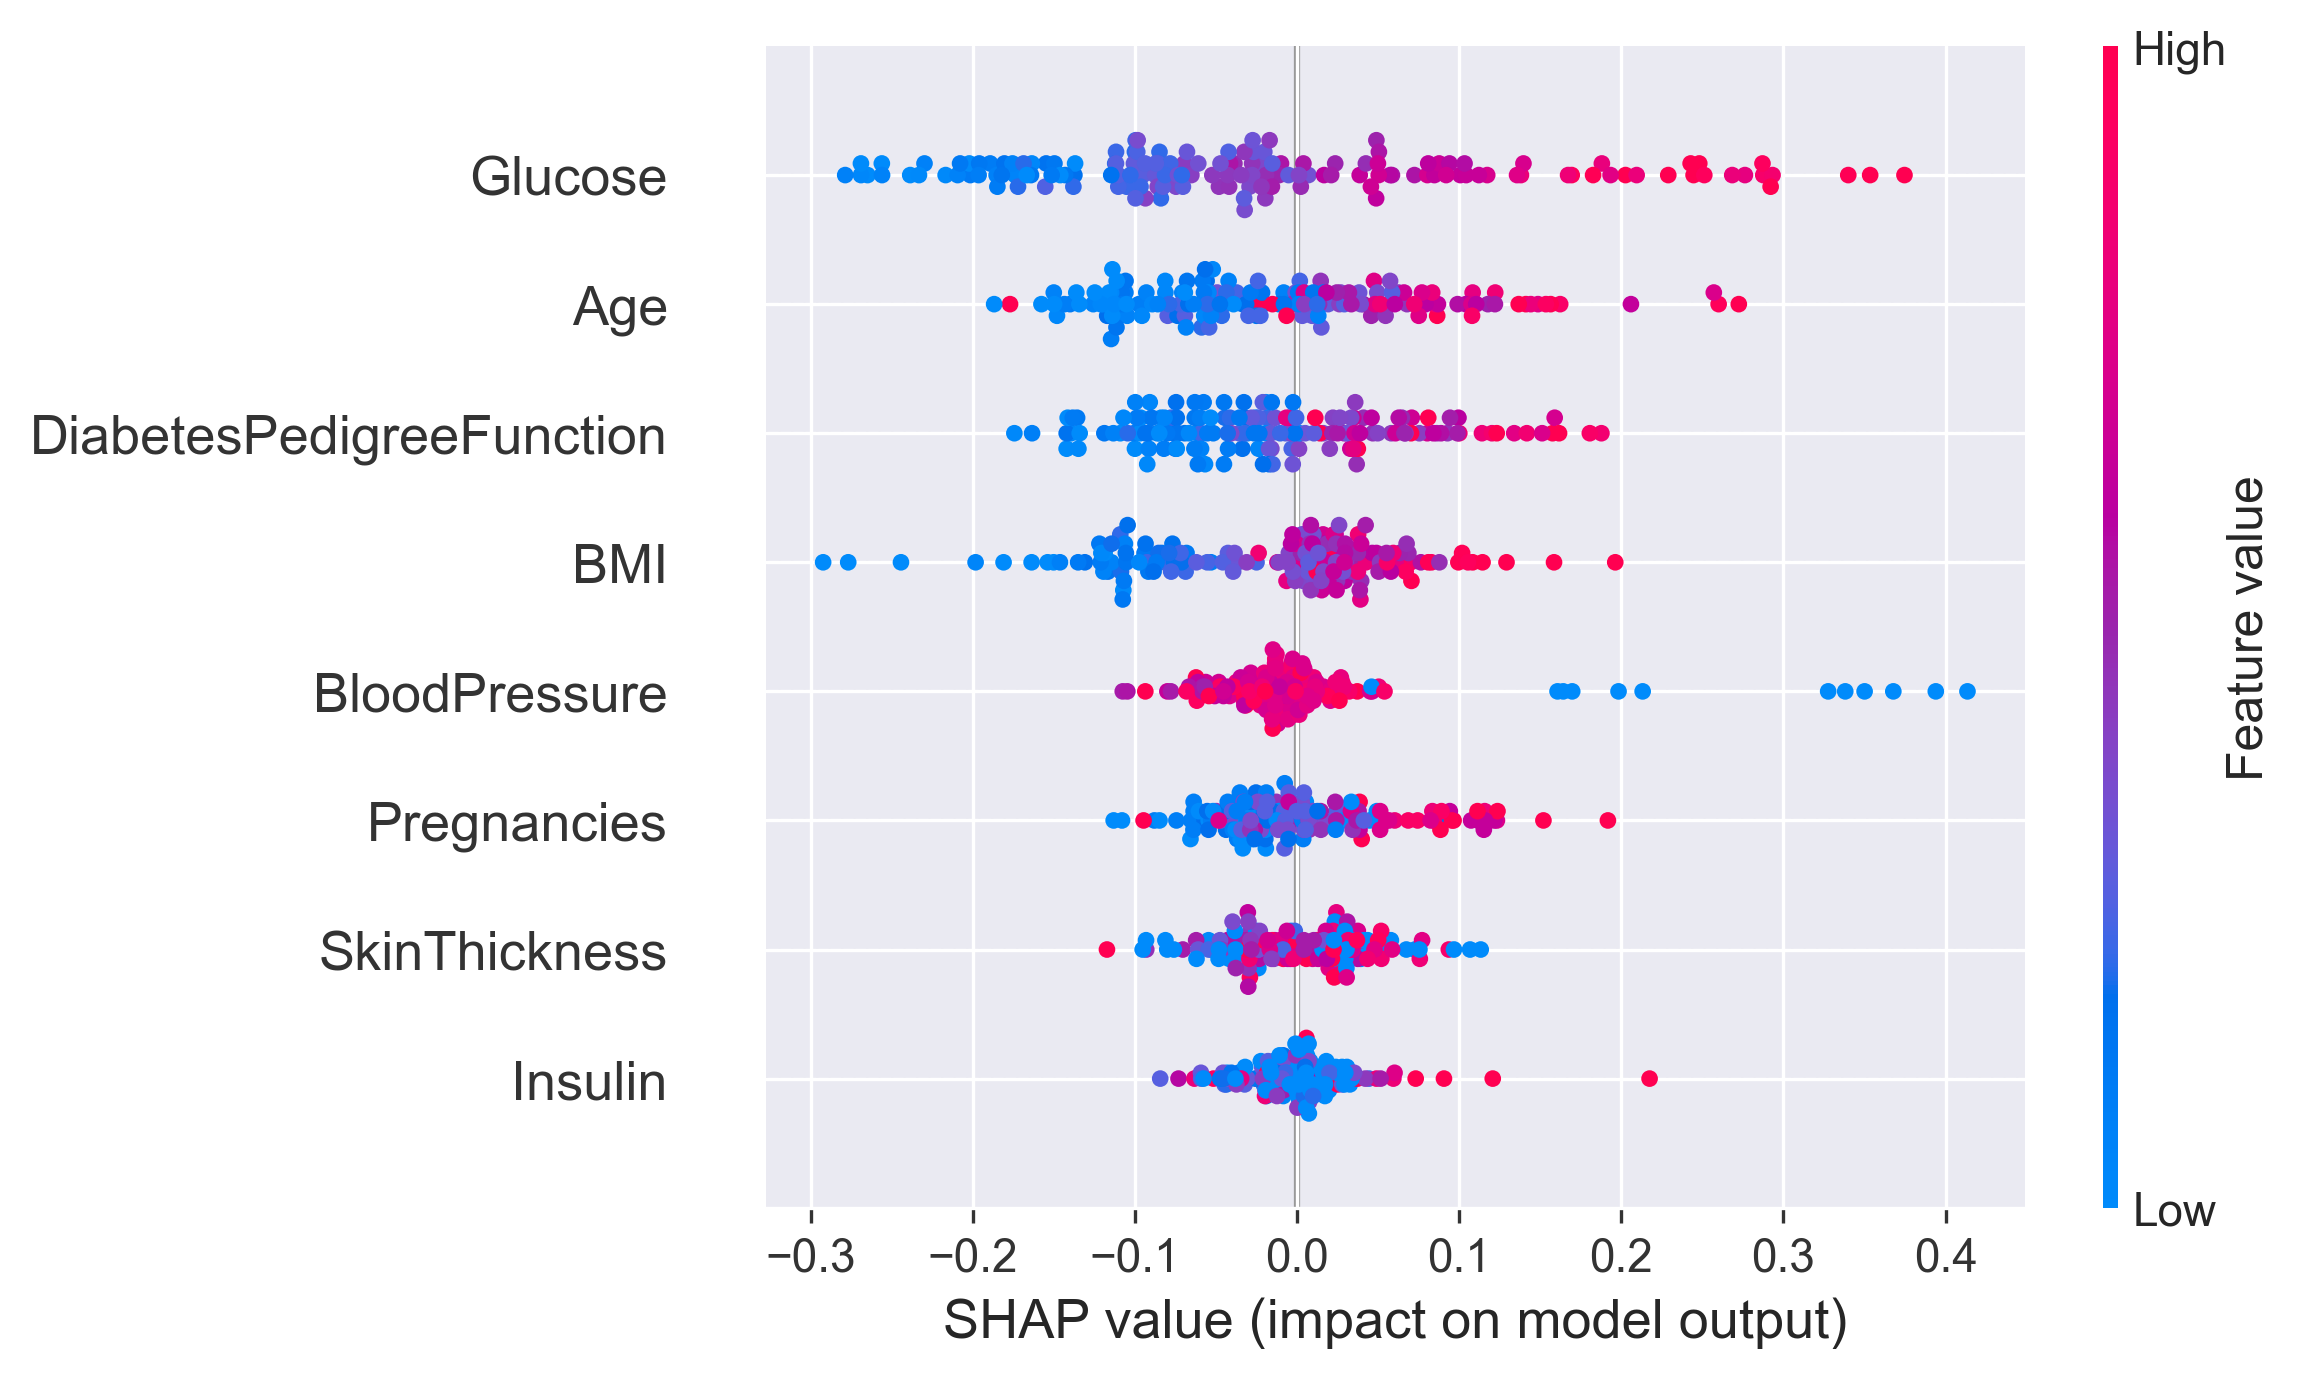 High
Glucose
Age
DiabetesPedigreeFunction
BMI
BloodPressure
Pregnancies
SkinThickness
Insulin
Feature value
Low
−0.3 −0.2 −0.1 0.0 0.1 0.2 0.3 0.4
SHAP value (impact on model output)